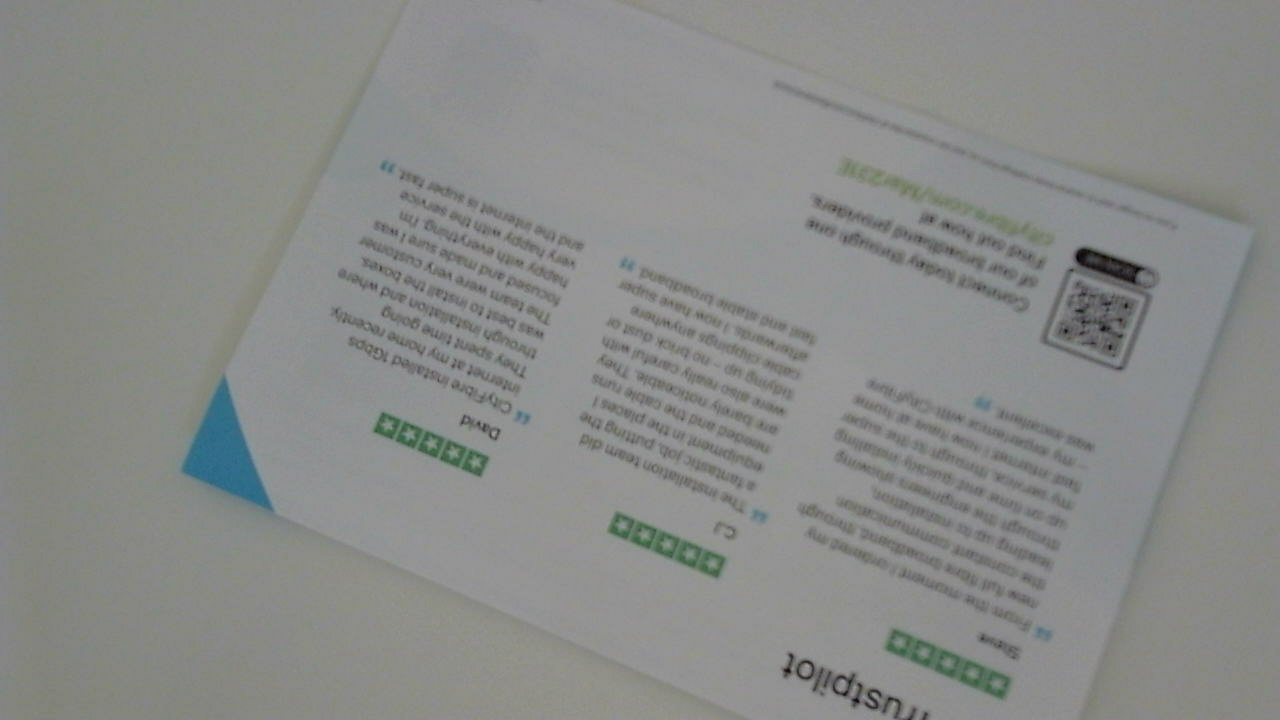 Trustpilot
Steve
“ From the moment I ordered my
new full fibre broadband, through
the constant communication
leading up to installation,
through the engineers showing
up on time and quickly installing
my service, through to the super
fast internet I now have at home
– my experience with CityFibre
was excellent. ”
CJ
“ The installation team did
a fantastic job, putting the
equipment in the places I
needed and the cable runs
are barely noticeable. They
were also really careful with
tidying up – no brick dust or
cable clippings anywhere
afterwards. I now have super
fast and stable broadband. ”
David
“ CityFibre installed 1Gbps
internet at my home recently.
They spent time going
through installation and where
was best to install the boxes.
The team were very customer
focused and made sure I was
happy with everything. I'm
very happy with the service
and the internet is super fast. ”
Connect today through one
of our broadband providers.
Find out how at
cityfibre.com/Mar231E